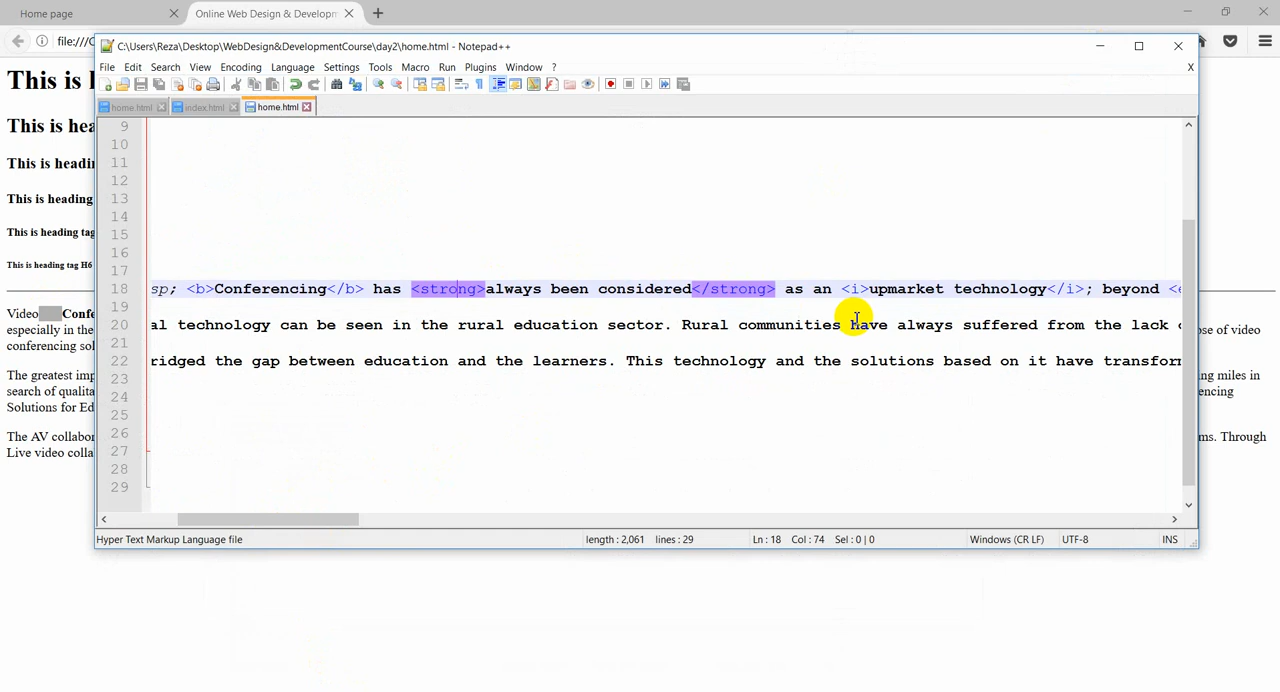 Home page
Online Web Design & Developm
file:///C
C:\Users\Reza\Desktop\WebDesign&DevelopmentCourse\day2\home.html - Notepad++
File Edit Search View Encoding Language Settings Tools Macro Run Plugins Window ? X
home.html index.html home.html
This is
This is hea
This is headin
This is heading
This is heading tag
This is heading tag H6
9
10
11
12
13
14
15
16
17
18 sp; <b>Conferencing</b> has <strong>always been considered</strong> as an <i>upmarket technology</i>; beyond <e
19
20 al technology can be seen in the rural education sector. Rural communities have always suffered from the lack
21
22 ridged the gap between education and the learners. This technology and the solutions based on it have transfor
23
24
25
26
27
28
29
Video Confe
especially in the
conferencing sol
ose of video
The greatest imp
search of qualita
Solutions for Ed
ng miles in
encing
The AV collabor
Live video colla
ms. Through
Hyper Text Markup Language file length : 2,061 lines : 29 Ln : 18 Col : 74 Sel : 0 | 0 Windows (CR LF) UTF-8 INS